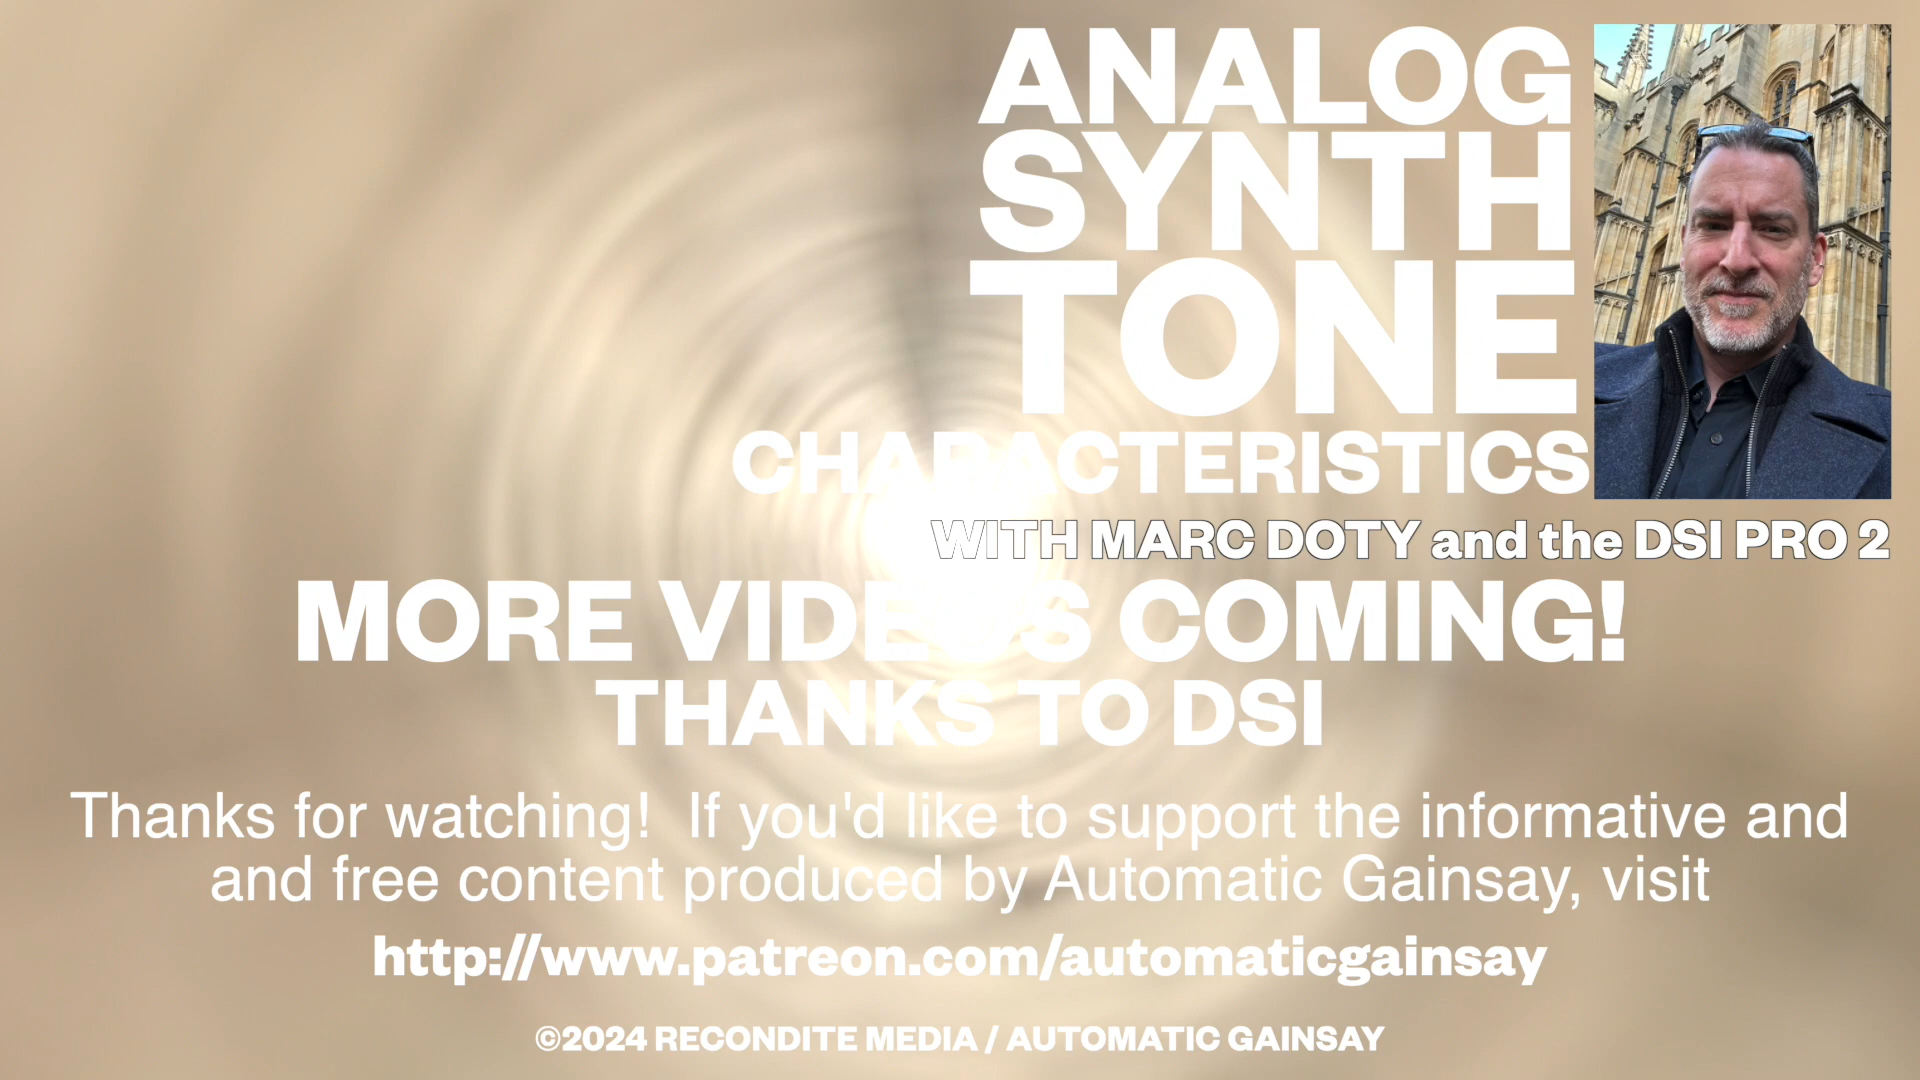 ANALOG
SYNTH
TONE
CHARACTERISTICS
WITH MARC DOTY and the DSI PRO 2
MORE VIDEOS COMING!
THANKS TO DSI
Thanks for watching!  If you'd like to support the informative and
and free content produced by Automatic Gainsay, visit
http://www.patreon.com/automaticgainsay
©2024 RECONDITE MEDIA / AUTOMATIC GAINSAY